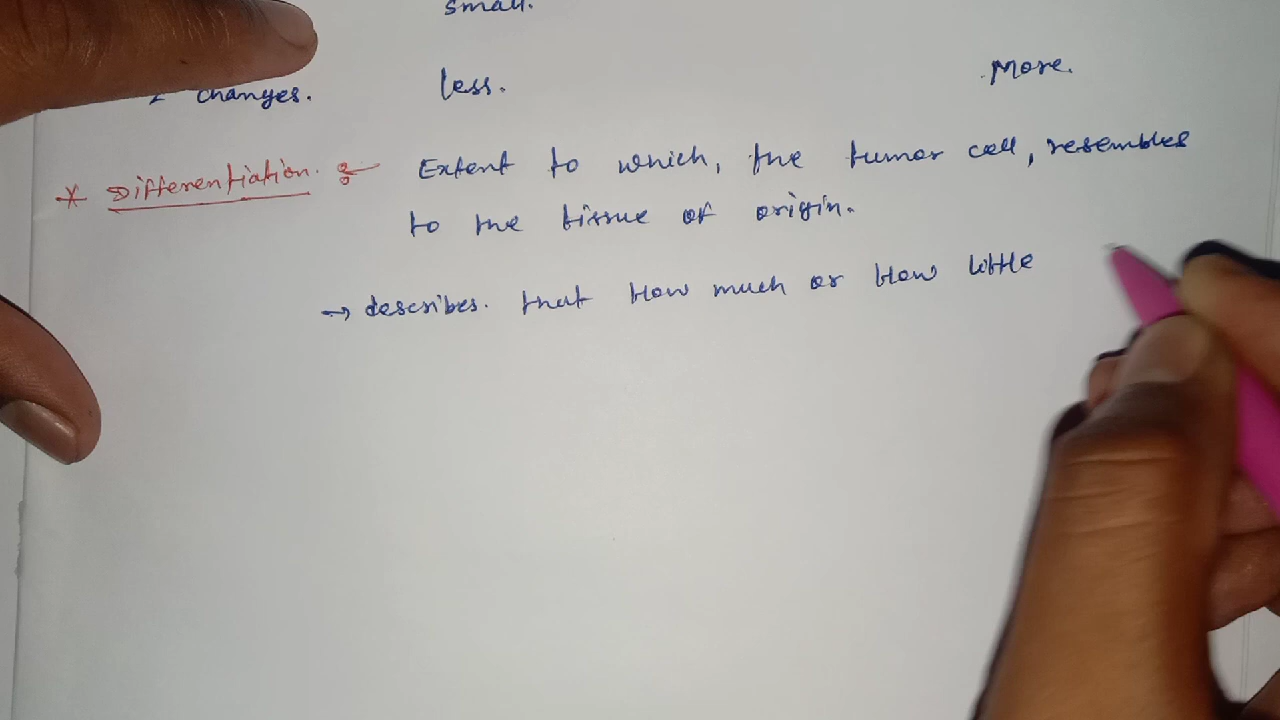 small.
changes. less. More.
* Differentiation :- Extent to which, the tumor cell, resembles
to the tissue of origin.
→ describes. that How much or How little